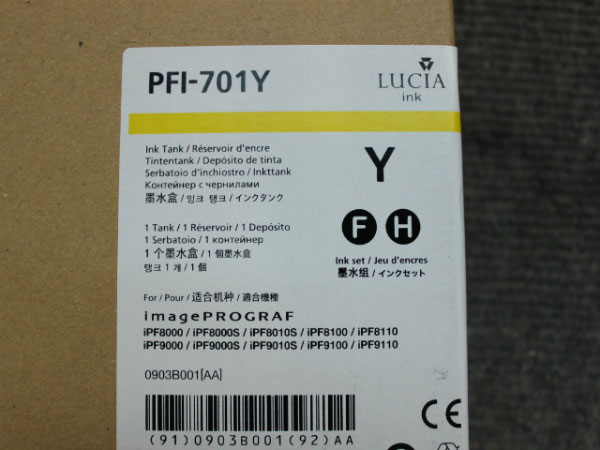 PFI-701Y
LUCIA
ink
Ink Tank / Réservoir d'encre
Tintentank / Depósito de tinta
Serbatoio d'inchiostro / Inkttank
Контейнер с чернилами
墨水盒 / 잉크 탱크 / インクタンク
Y
1 Tank / 1 Réservoir / 1 Depósito
1 Serbatoio / 1 контейнер
1 个墨水盒 / 1 個墨水盒
탱크 1 개 / 1 個
F H
Ink set / Jeu d'encres
墨水组 / インクセット
For / Pour / 适合机种 / 適合機種
imagePROGRAF
iPF8000 / iPF8000S / iPF8010S / iPF8100 / iPF8110
iPF9000 / iPF9000S / iPF9010S / iPF9100 / iPF9110
0903B001[AA]
CE
(91)0903B001(92)AA